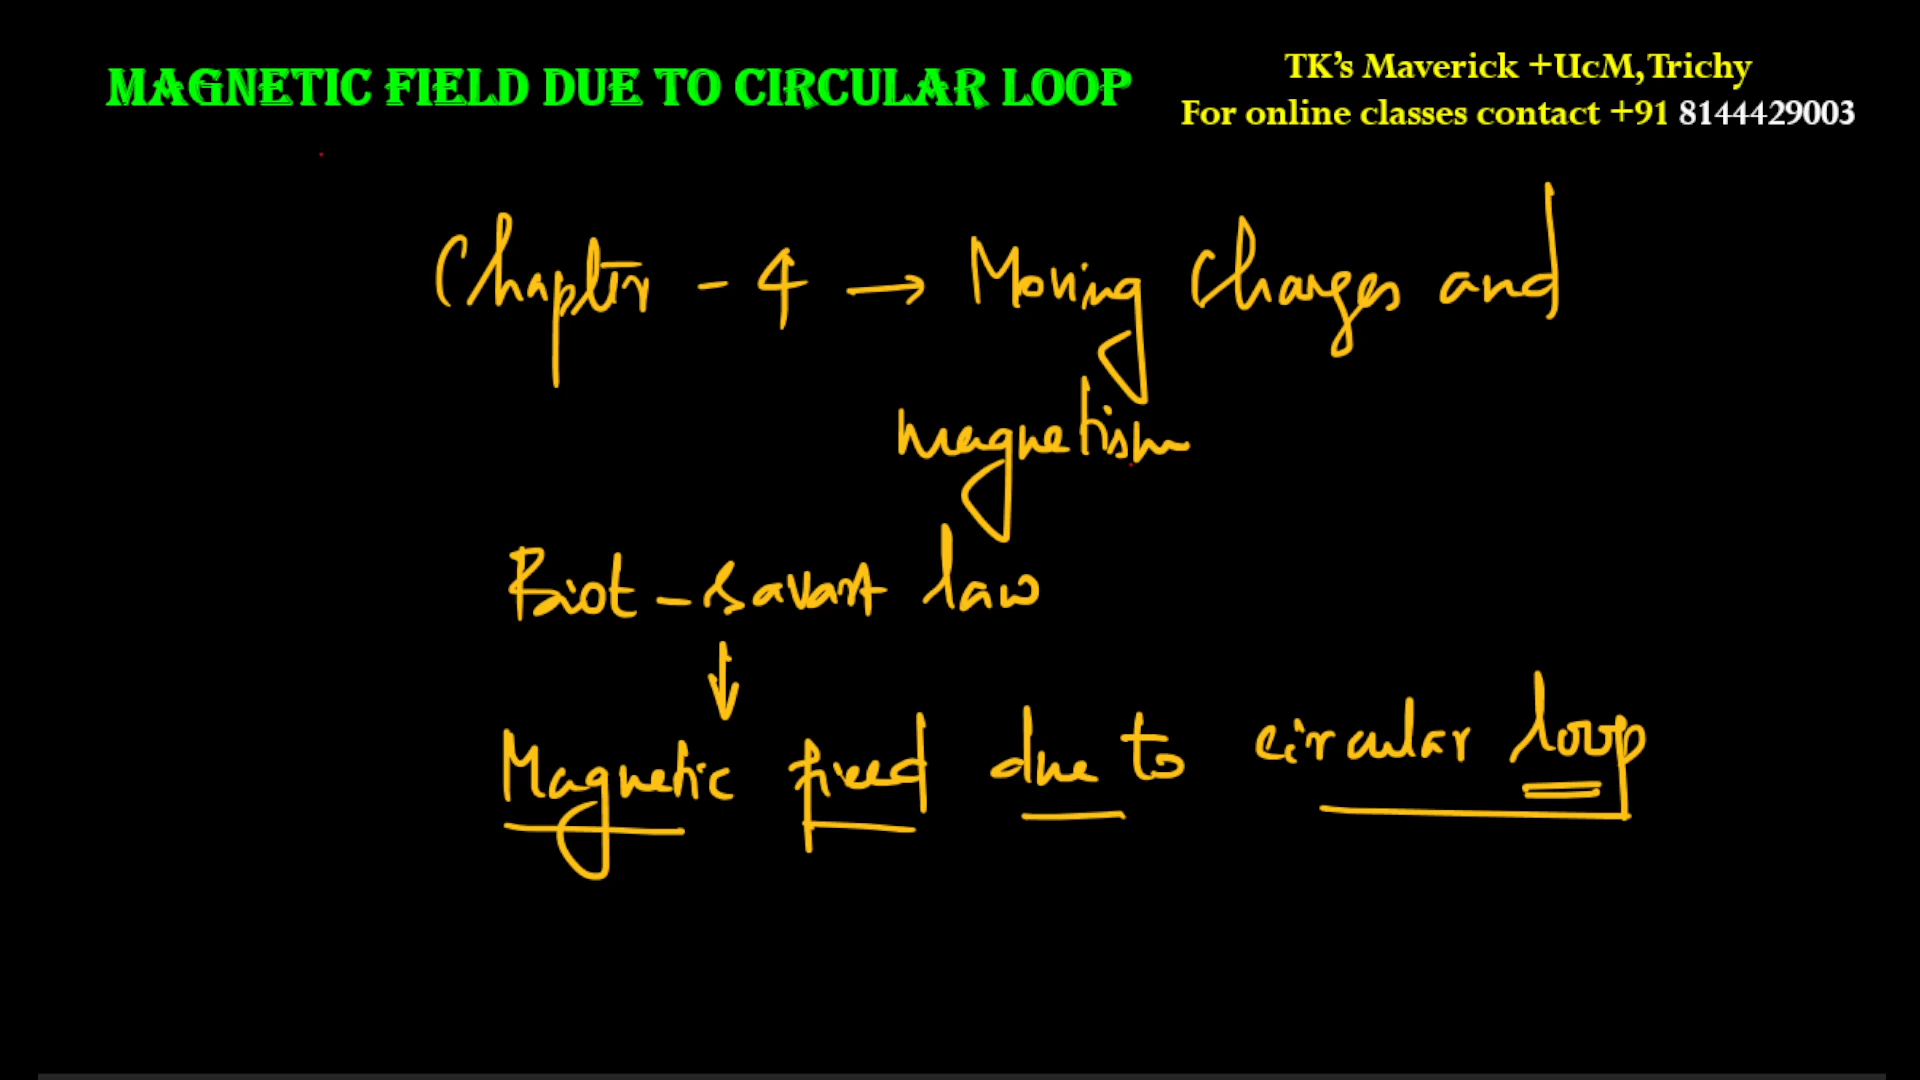 MAGNETIC FIELD DUE TO CIRCULAR LOOP
TK's Maverick +UcM,Trichy
For online classes contact +91 8144429003
Chapter - 4 → Moving Charges and
magnetism
Biot - savart law
↓
Magnetic field due to circular loop